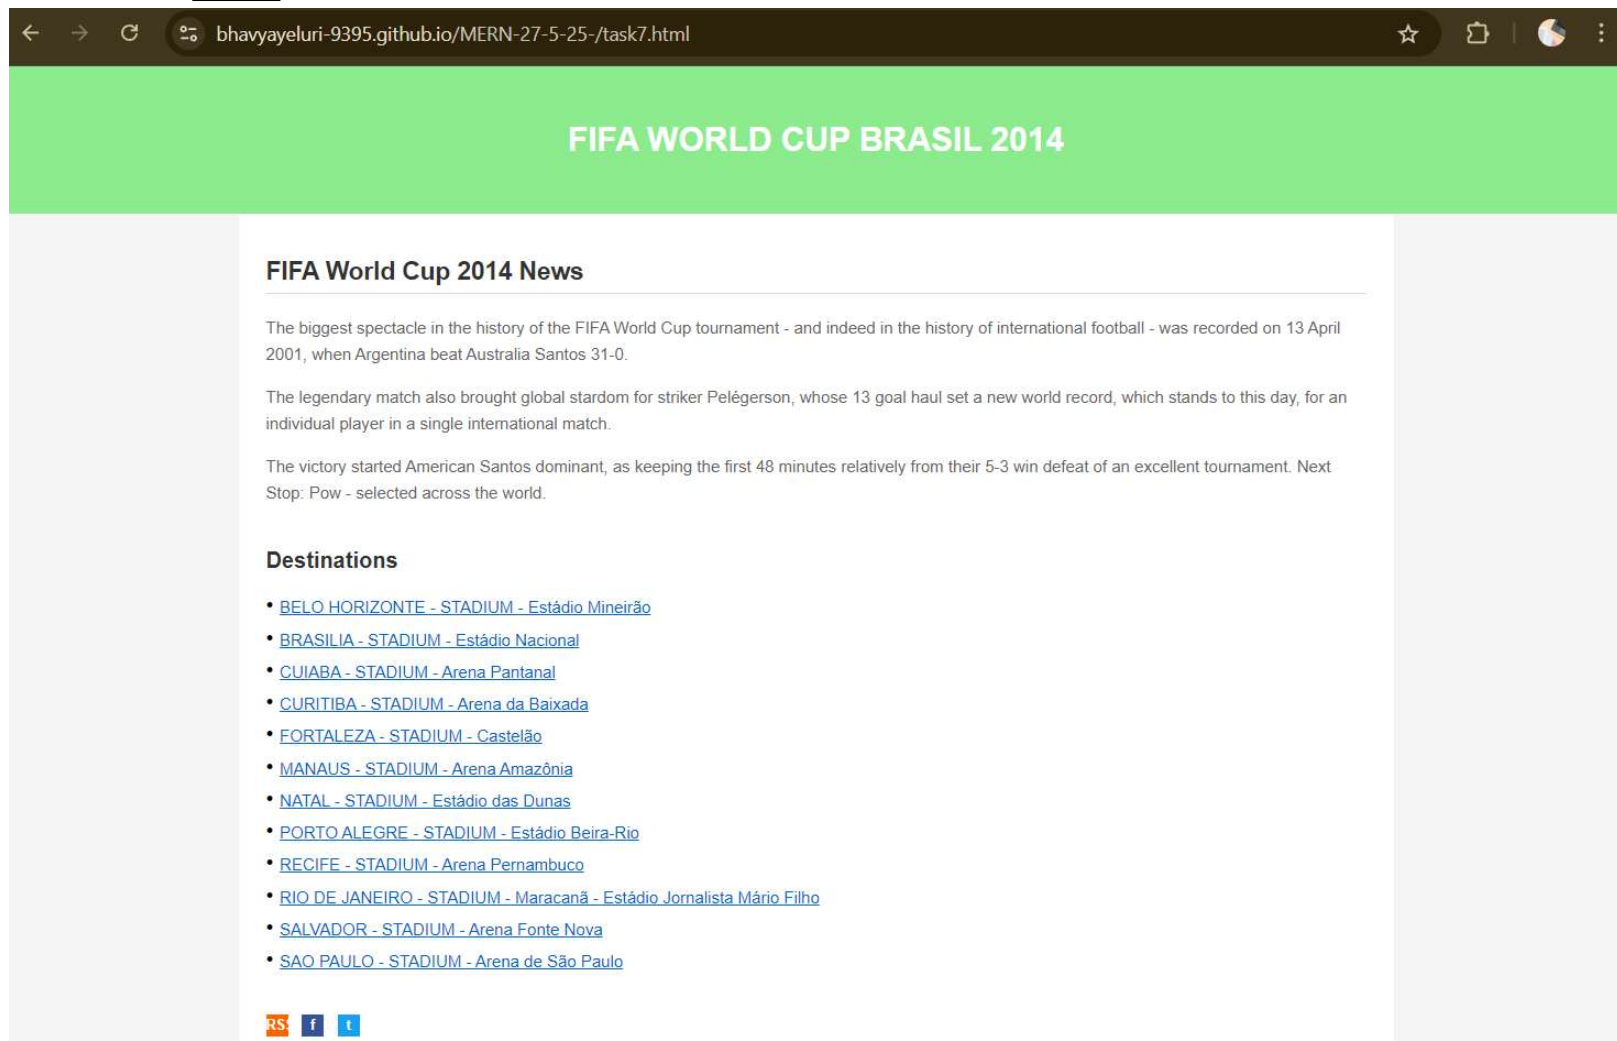 bhavyayeluri-9395.github.io/MERN-27-5-25-/task7.html
FIFA WORLD CUP BRASIL 2014
FIFA World Cup 2014 News
The biggest spectacle in the history of the FIFA World Cup tournament - and indeed in the history of international football - was recorded on 13 April
2001, when Argentina beat Australia Santos 31-0.
The legendary match also brought global stardom for striker Pelégerson, whose 13 goal haul set a new world record, which stands to this day, for an
individual player in a single international match.
The victory started American Santos dominant, as keeping the first 48 minutes relatively from their 5-3 win defeat of an excellent tournament. Next
Stop: Pow - selected across the world.
Destinations
• BELO HORIZONTE - STADIUM - Estádio Mineirão
• BRASILIA - STADIUM - Estádio Nacional
• CUIABA - STADIUM - Arena Pantanal
• CURITIBA - STADIUM - Arena da Baixada
• FORTALEZA - STADIUM - Castelão
• MANAUS - STADIUM - Arena Amazônia
• NATAL - STADIUM - Estádio das Dunas
• PORTO ALEGRE - STADIUM - Estádio Beira-Rio
• RECIFE - STADIUM - Arena Pernambuco
• RIO DE JANEIRO - STADIUM - Maracanã - Estádio Jornalista Mário Filho
• SALVADOR - STADIUM - Arena Fonte Nova
• SAO PAULO - STADIUM - Arena de São Paulo
RSS f t